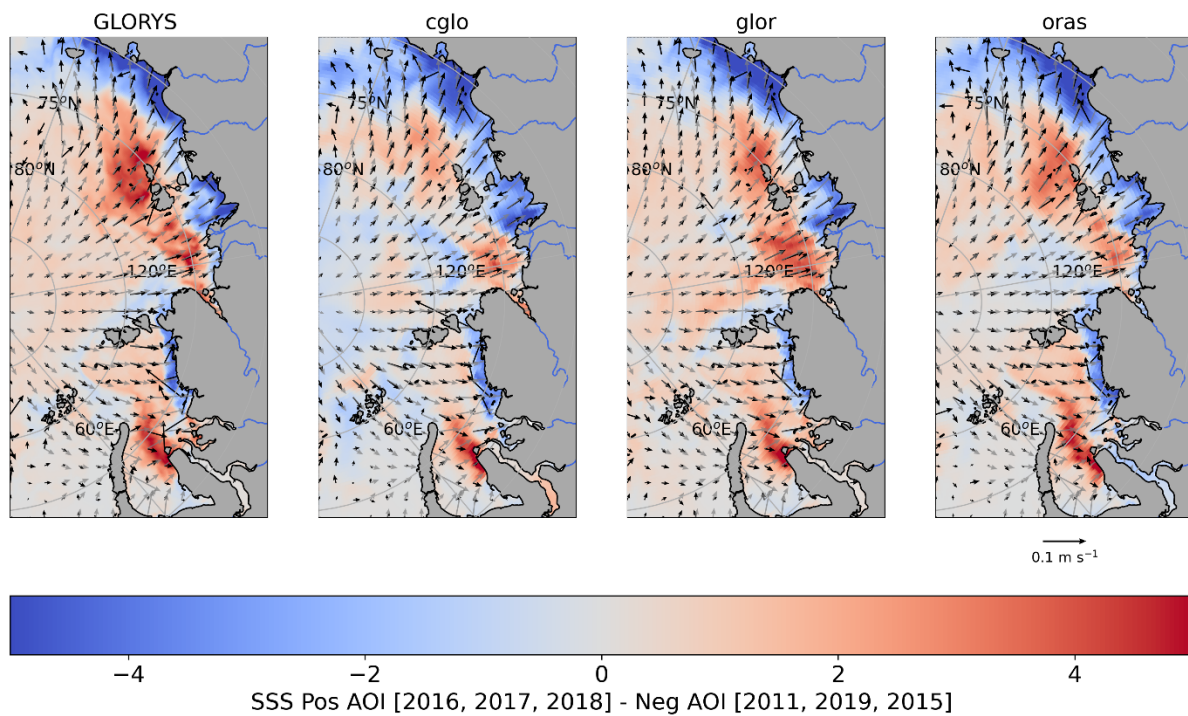 GLORYS cglo glor oras
75°N 75°N 75°N 75°N
80°N 80°N 80°N 80°N
120°E 120°E 120°E 120°E
60°E 60°E 60°E 60°E
0.1 m s⁻¹
−4 −2 0 2 4
SSS Pos AOI [2016, 2017, 2018] - Neg AOI [2011, 2019, 2015]